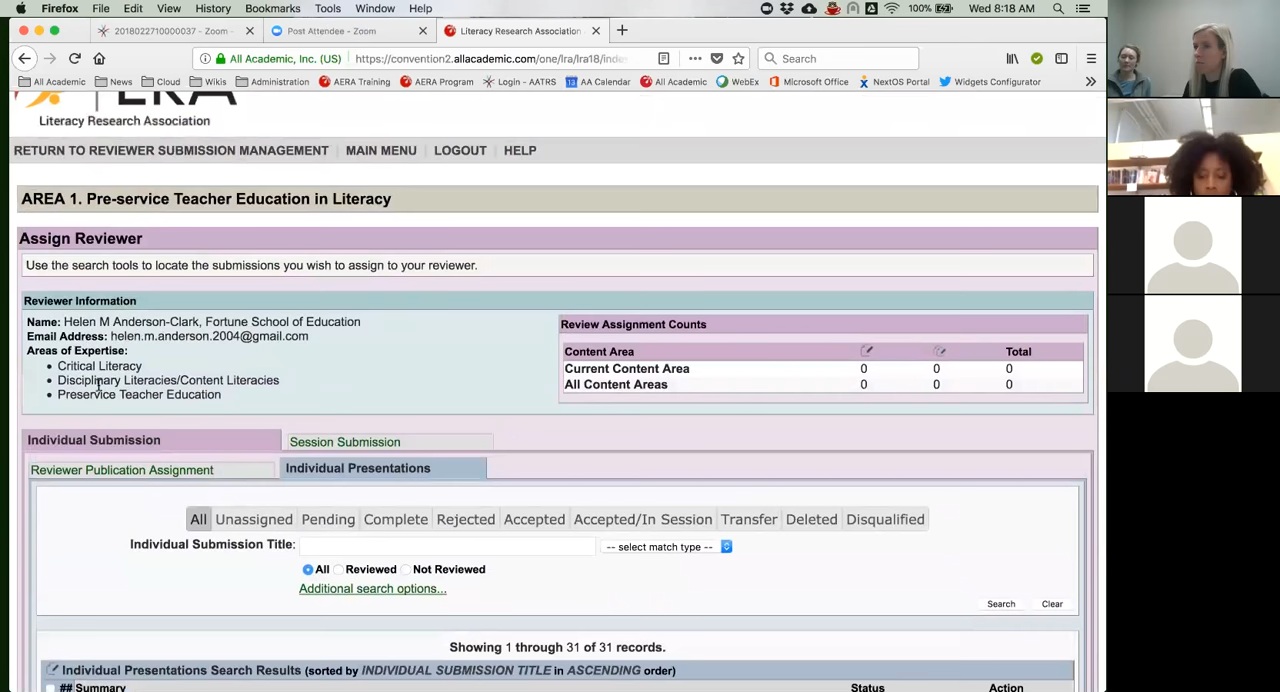 Firefox File Edit View History Bookmarks Tools Window Help 100% Wed 8:18 AM
2018022710000037 - Zoom - Post Attendee - Zoom Literacy Research Association
All Academic, Inc. (US) https://convention2.allacademic.com/one/lra/lra18/inde Search
All Academic News Cloud Wikis Administration AERA Training AERA Program Login - AATRS AA Calendar All Academic WebEx Microsoft Office NextOS Portal Widgets Configurator
LRA
Literacy Research Association
RETURN TO REVIEWER SUBMISSION MANAGEMENT MAIN MENU LOGOUT HELP
AREA 1. Pre-service Teacher Education in Literacy
Assign Reviewer
Use the search tools to locate the submissions you wish to assign to your reviewer.
Reviewer Information
Name: Helen M Anderson-Clark, Fortune School of Education
Email Address: helen.m.anderson.2004@gmail.com
Areas of Expertise:
• Critical Literacy
• Disciplinary Literacies/Content Literacies
• Preservice Teacher Education
Review Assignment Counts
Content Area Total
Current Content Area 0 0 0
All Content Areas 0 0 0
Individual Submission Session Submission
Reviewer Publication Assignment Individual Presentations
All Unassigned Pending Complete Rejected Accepted Accepted/In Session Transfer Deleted Disqualified
Individual Submission Title: -- select match type --
All Reviewed Not Reviewed
Additional search options...
Search Clear
Showing 1 through 31 of 31 records.
Individual Presentations Search Results (sorted by INDIVIDUAL SUBMISSION TITLE in ASCENDING order)
## Summary Status Action